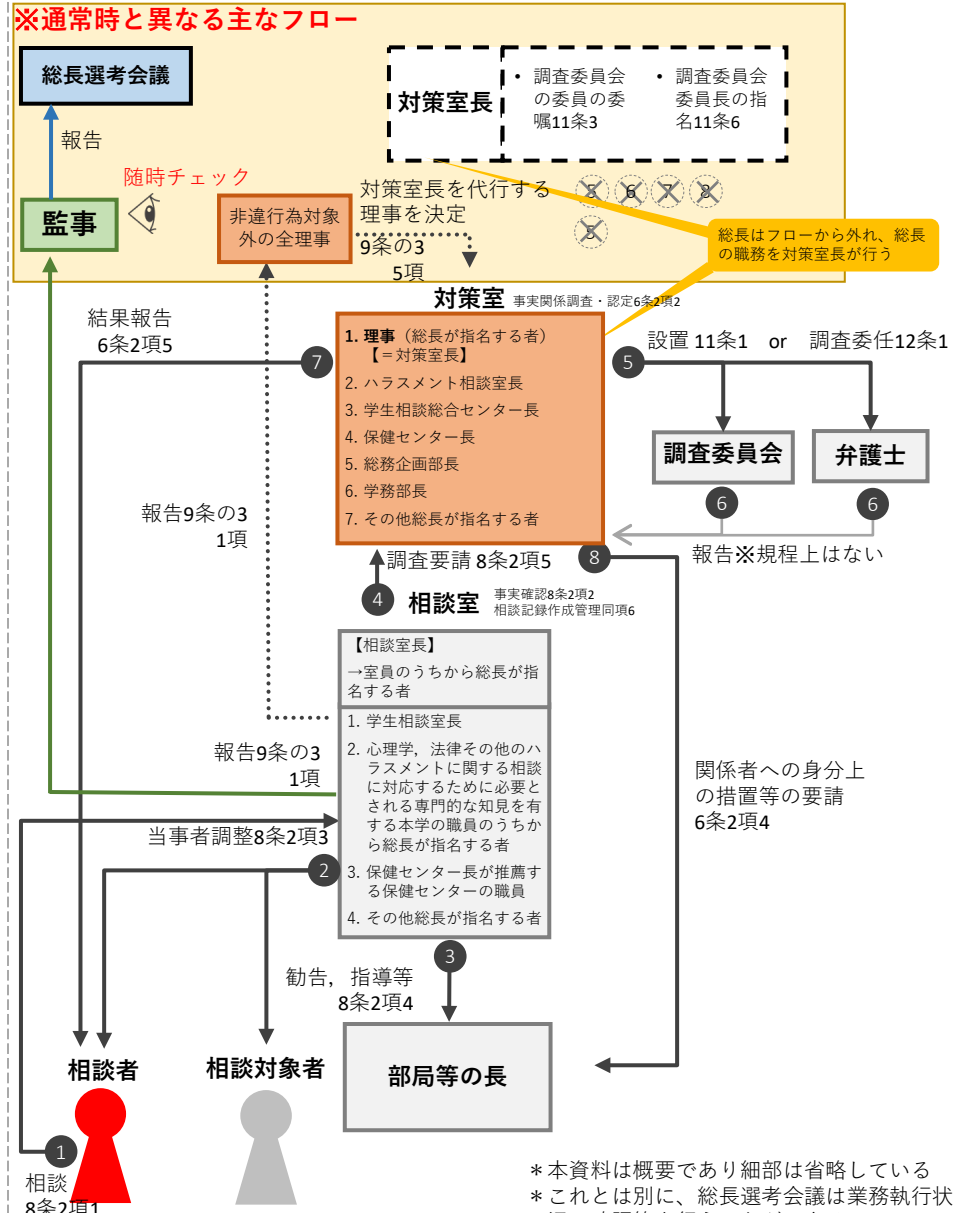 ※通常時と異なる主なフロー
総長選考会議
報告
随時チェック
監事
非違行為対象
外の全理事
対策室長を代行する
理事を決定
9条の3
5項
対策室長
• 調査委員会
の委員の委
嘱11条3
• 調査委員会
委員長の指
名11条6
5 6 7 8
5
総長はフローから外れ、総長
の職務を対策室長が行う
対策室 事実関係調査・認定6条2項2
1. 理事（総長が指名する者）
【＝対策室長】
2. ハラスメント相談室長
3. 学生相談総合センター長
4. 保健センター長
5. 総務企画部長
6. 学務部長
7. その他総長が指名する者
結果報告
6条2項5
7
5
設置 11条1 or 調査委任12条1
調査委員会
弁護士
6
6
報告※規程上はない
報告9条の3
1項
調査要請 8条2項5
8
4
相談室 事実確認8条2項2
相談記録作成管理同項6
【相談室長】
→室員のうちから総長が指
名する者
1. 学生相談室長
2. 心理学，法律その他のハ
ラスメントに関する相談
に対応するために必要と
される専門的な知見を有
する本学の職員のうちか
ら総長が指名する者
3. 保健センター長が推薦す
る保健センターの職員
4. その他総長が指名する者
報告9条の3
1項
当事者調整8条2項3
2
関係者への身分上
の措置等の要請
6条2項4
3
勧告，指導等
8条2項4
相談者
相談対象者
部局等の長
1
相談
8条2項1
＊本資料は概要であり細部は省略している
＊これとは別に、総長選考会議は業務執行状